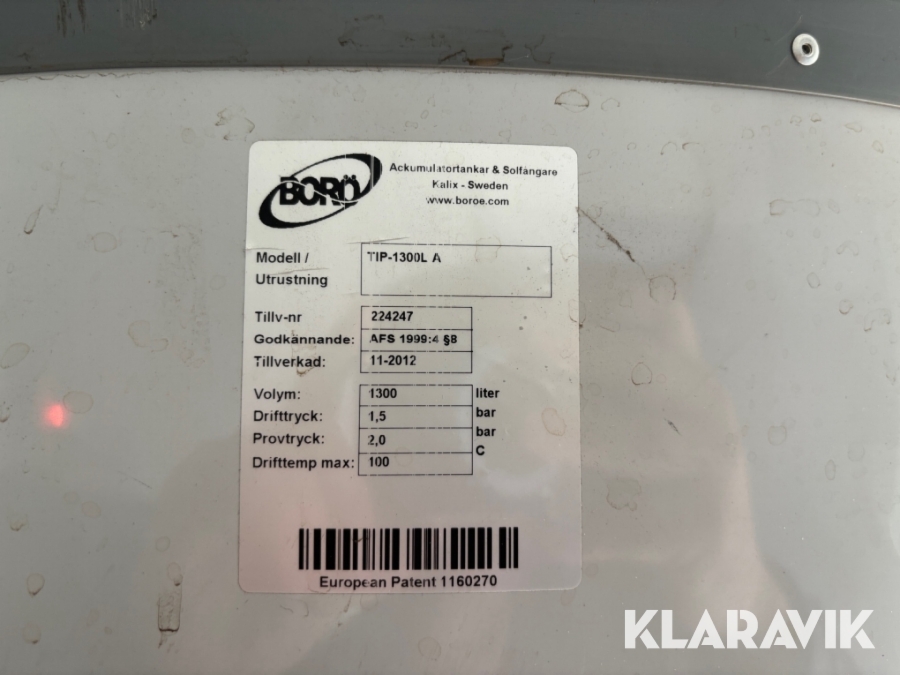 BORÖ
Ackumulatortankar & Solfångare
Kalix - Sweden
www.boroe.com
Modell / TIP-1300L A
Utrustning
Tillv-nr 224247
Godkännande: AFS 1999:4 §8
Tillverkad: 11-2012
Volym: 1300 liter
Drifttryck: 1,5 bar
Provtryck: 2,0 bar
Drifttemp max: 100 C
European Patent 1160270
KLARAVIK